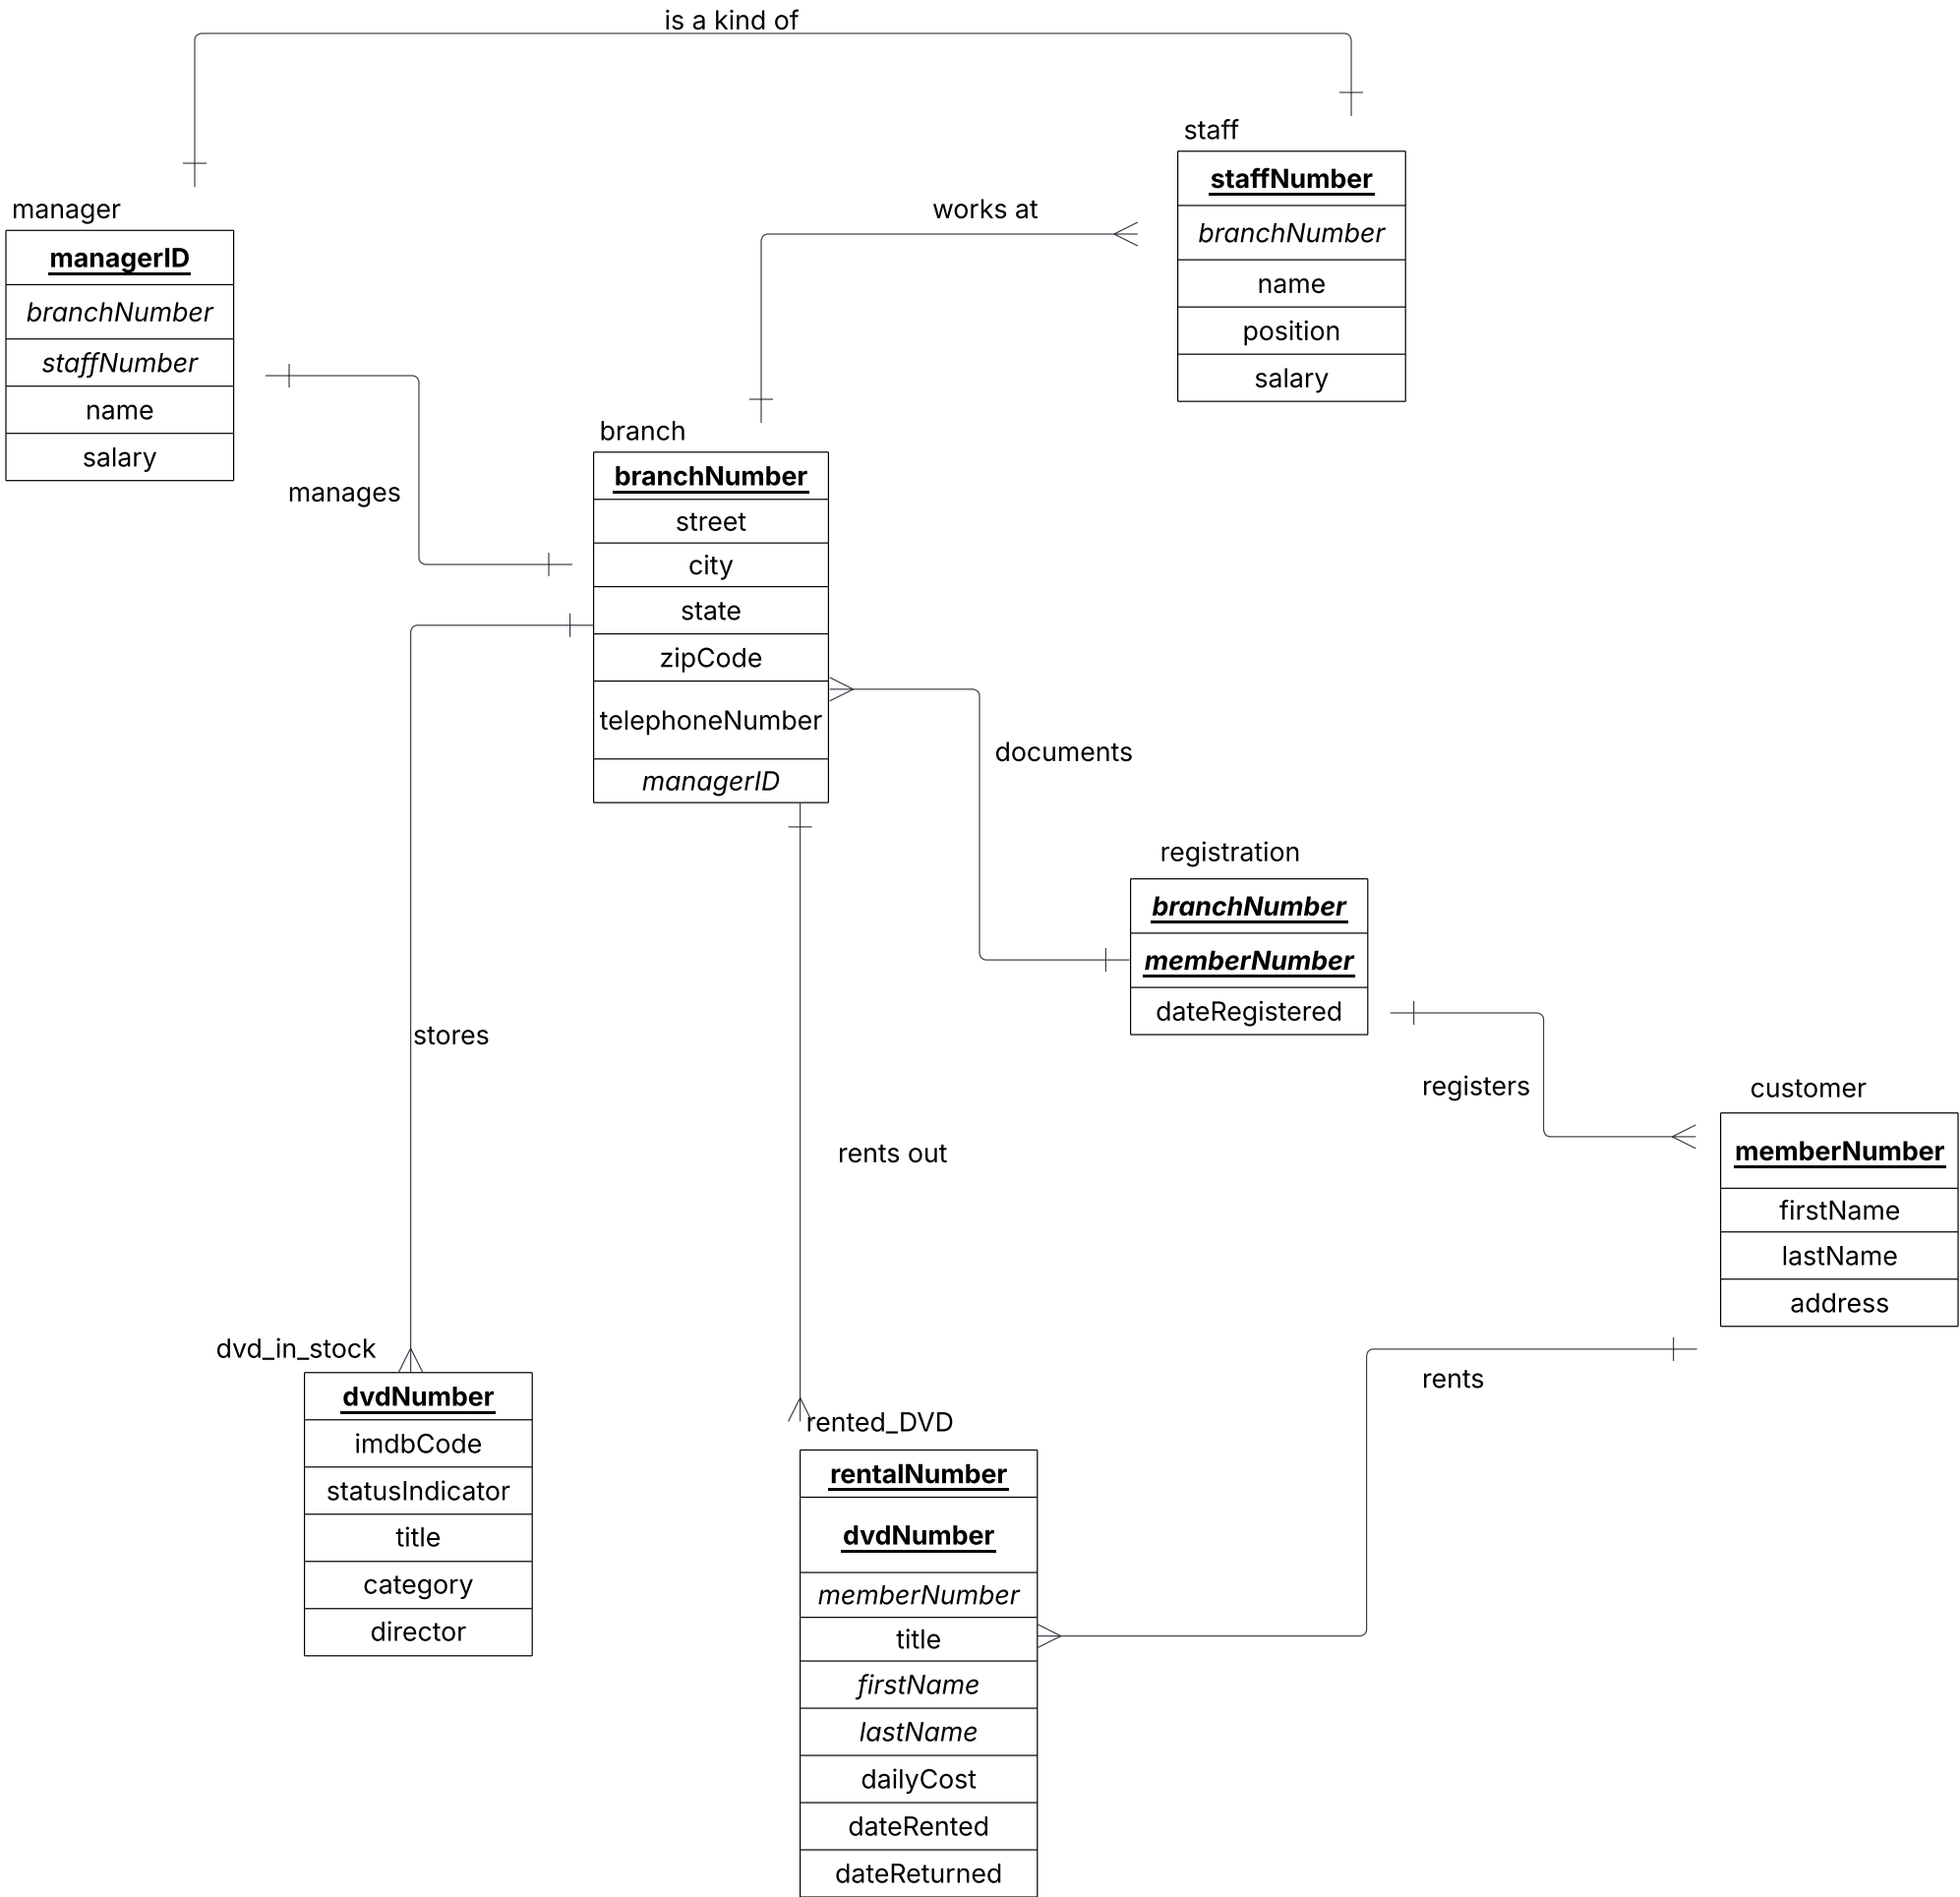 is a kind of
staff
staffNumber
branchNumber
name
position
salary
works at
manager
managerID
branchNumber
staffNumber
name
salary
manages
branch
branchNumber
street
city
state
zipCode
telephoneNumber
managerID
documents
registration
branchNumber
memberNumber
dateRegistered
stores
registers
customer
memberNumber
firstName
lastName
address
rents out
dvd_in_stock
dvdNumber
imdbCode
statusIndicator
title
category
director
rents
rented_DVD
rentalNumber
dvdNumber
memberNumber
title
firstName
lastName
dailyCost
dateRented
dateReturned